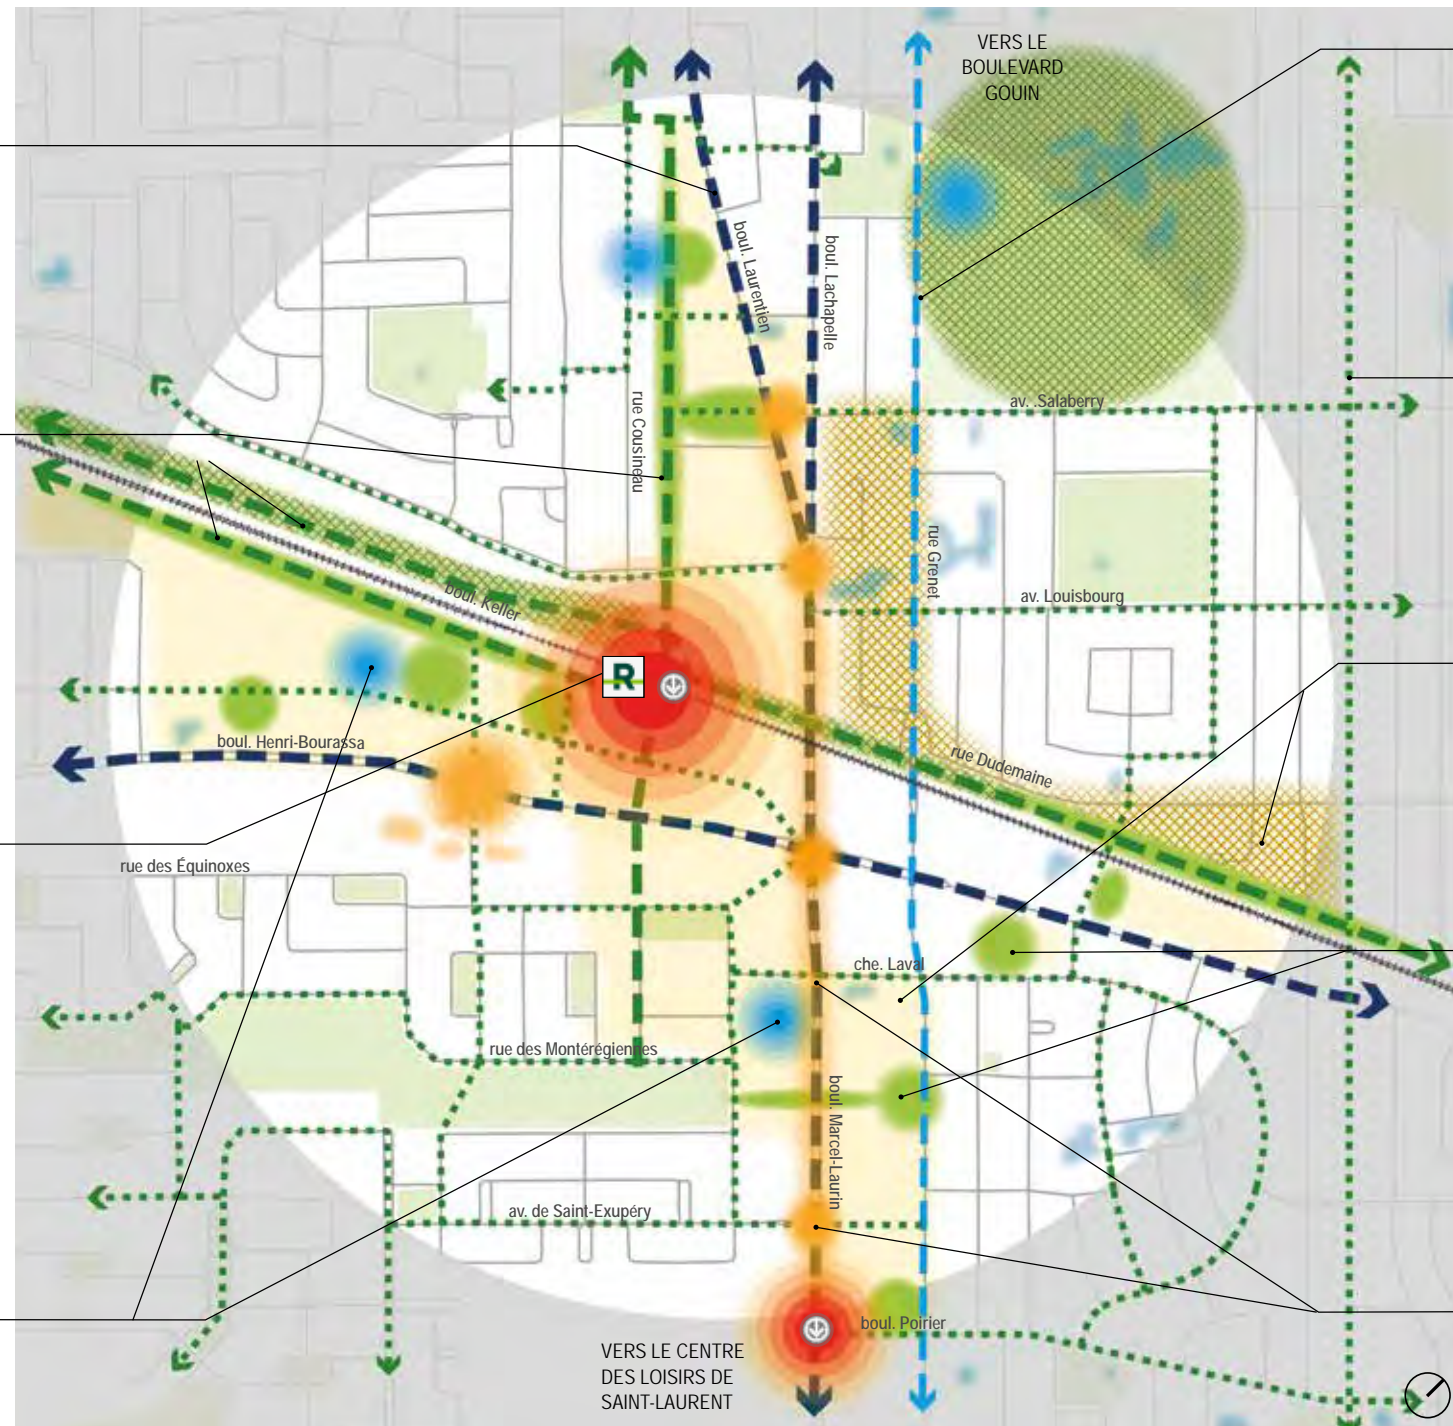 VERS LE
BOULEVARD
GOUIN
boul. Laurentien
boul. Lachapelle
rue Cousineau
av. .Salaberry
rue Grenet
boul. Keller
av. Louisbourg
R
boul. Henri-Bourassa
rue Dudemaine
rue des Équinoxes
che. Laval
rue des Montérégiennes
boul. Marcel-Laurin
av. de Saint-Exupéry
boul. Poirier
VERS LE CENTRE
DES LOISIRS DE
SAINT-LAURENT